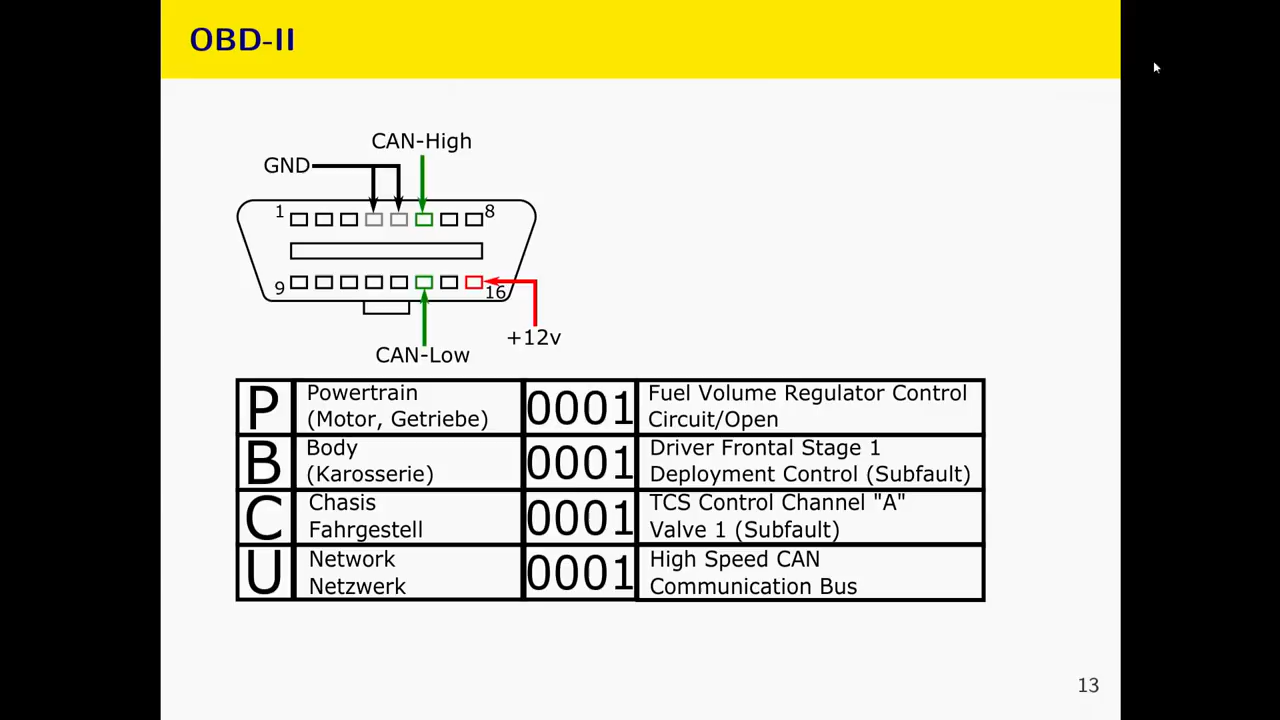 OBD-II
CAN-High
GND
1
8
9
16
+12v
CAN-Low
P
Powertrain
(Motor, Getriebe)
0001
Fuel Volume Regulator Control
Circuit/Open
B
Body
(Karosserie)
0001
Driver Frontal Stage 1
Deployment Control (Subfault)
C
Chasis
Fahrgestell
0001
TCS Control Channel "A"
Valve 1 (Subfault)
U
Network
Netzwerk
0001
High Speed CAN
Communication Bus
13